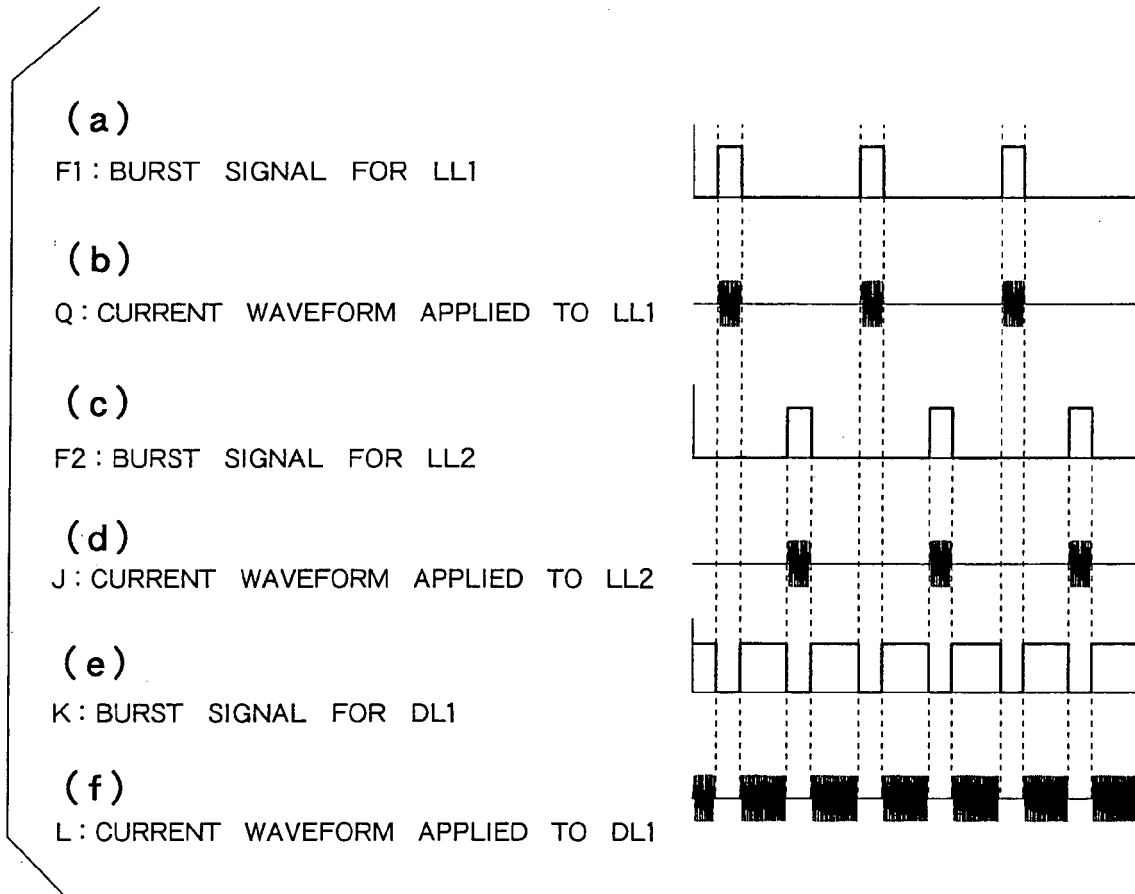 (a)
F1 : BURST SIGNAL FOR LL1
(b)
Q : CURRENT WAVEFORM APPLIED TO LL1
(c)
F2 : BURST SIGNAL FOR LL2
(d)
J : CURRENT WAVEFORM APPLIED TO LL2
(e)
K : BURST SIGNAL FOR DL1
(f)
L : CURRENT WAVEFORM APPLIED TO DL1